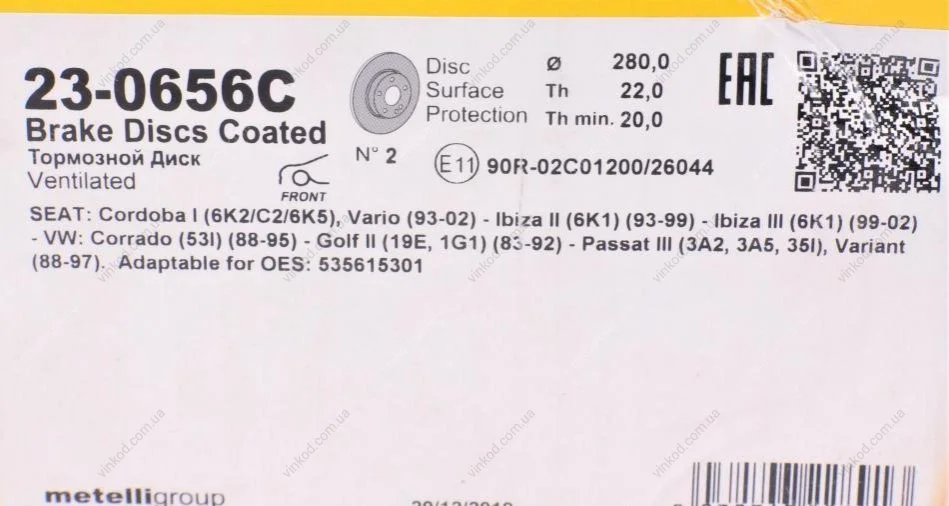 23-0656C
Brake Discs Coated
Тормозной Диск
Ventilated
FRONT
N° 2
Disc
Surface
Protection
Ø 280,0
Th 22,0
Th min. 20,0
E11 90R-02C01200/26044
EAC
SEAT: Cordoba I (6K2/C2/6K5), Vario (93-02) - Ibiza II (6K1) (93-99) - Ibiza III (6K1) (99-02)
- VW: Corrado (53I) (88-95) - Golf II (19E, 1G1) (83-92) - Passat III (3A2, 3A5, 35I), Variant
(88-97). Adaptable for OES: 535615301
metelligroup
vinkod.com.ua